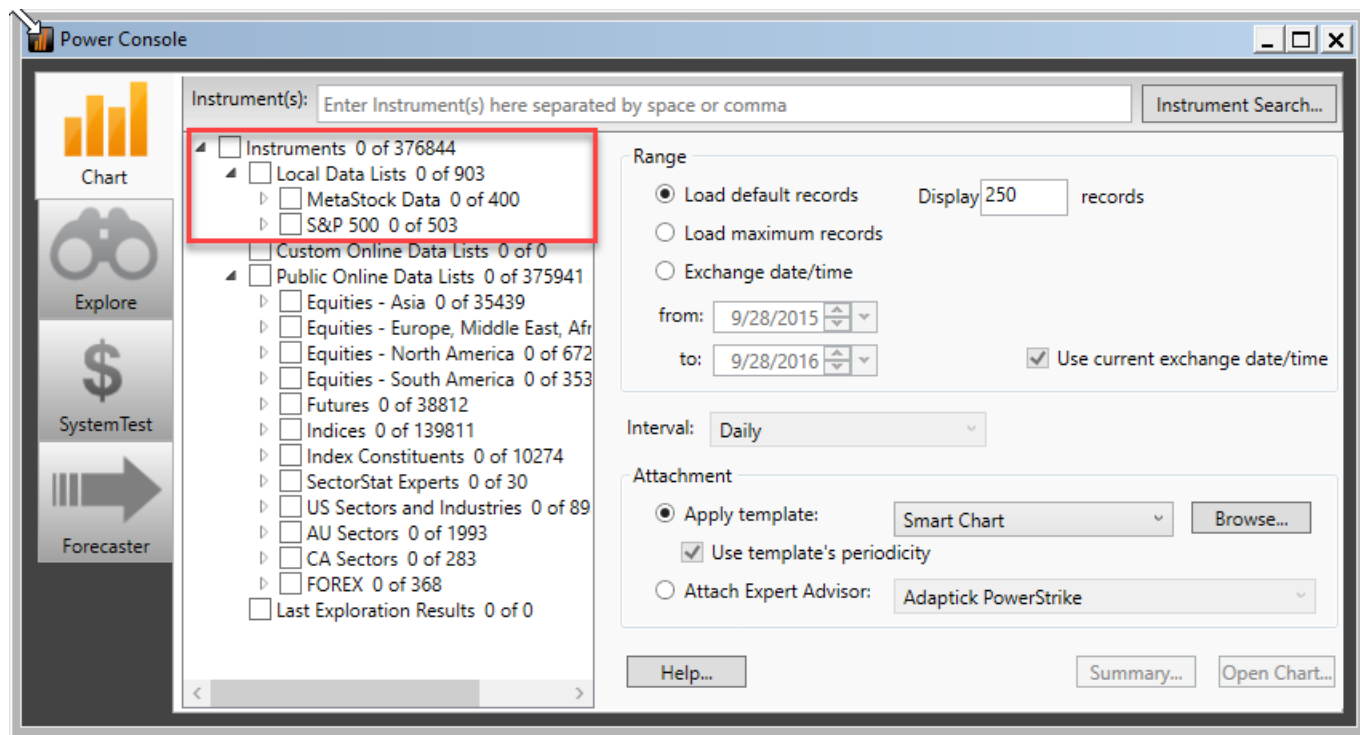 Power Console
Instrument(s): Enter Instrument(s) here separated by space or comma Instrument Search...
Chart
Explore
SystemTest
Forecaster
Instruments 0 of 376844
Local Data Lists 0 of 903
MetaStock Data 0 of 400
S&P 500 0 of 503
Custom Online Data Lists 0 of 0
Public Online Data Lists 0 of 375941
Equities - Asia 0 of 35439
Equities - Europe, Middle East, Afr
Equities - North America 0 of 672
Equities - South America 0 of 353
Futures 0 of 38812
Indices 0 of 139811
Index Constituents 0 of 10274
SectorStat Experts 0 of 30
US Sectors and Industries 0 of 89
AU Sectors 0 of 1993
CA Sectors 0 of 283
FOREX 0 of 368
Last Exploration Results 0 of 0
Range
Load default records Display 250 records
Load maximum records
Exchange date/time
from: 9/28/2015
to: 9/28/2016 Use current exchange date/time
Interval: Daily
Attachment
Apply template: Smart Chart Browse...
Use template's periodicity
Attach Expert Advisor: Adaptick PowerStrike
Help... Summary... Open Chart...